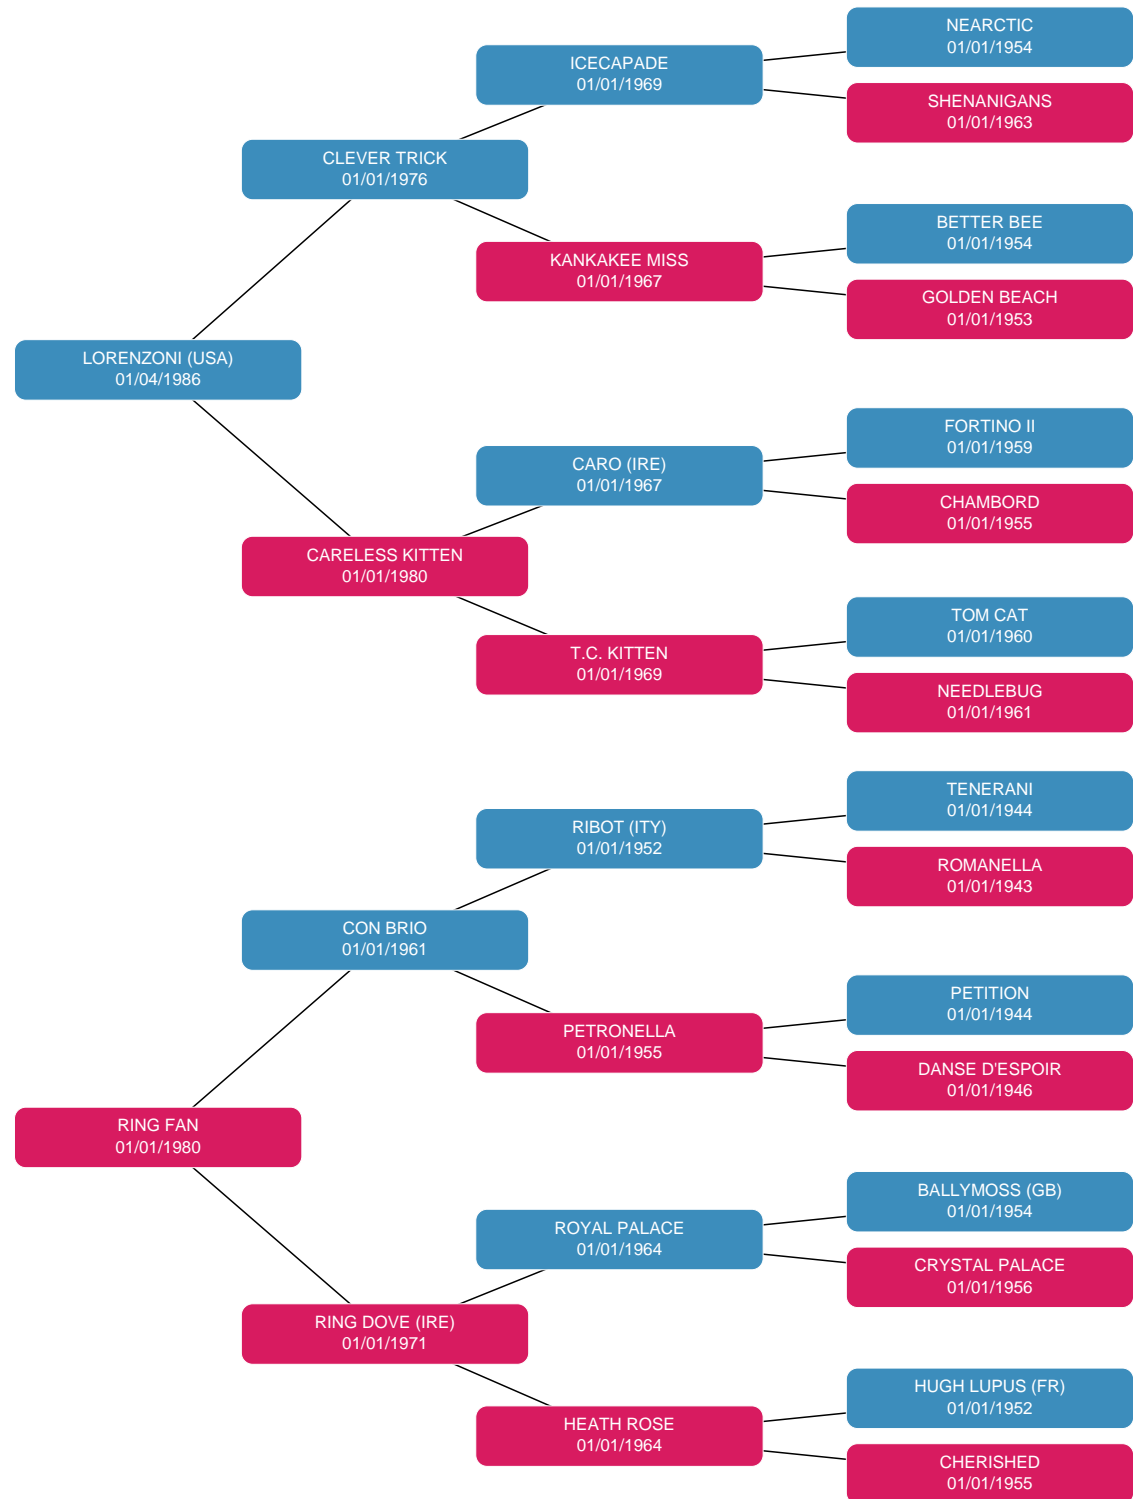 NEARCTIC
01/01/1954
ICECAPADE
01/01/1969
SHENANIGANS
01/01/1963
CLEVER TRICK
01/01/1976
BETTER BEE
01/01/1954
KANKAKEE MISS
01/01/1967
GOLDEN BEACH
01/01/1953
LORENZONI (USA)
01/04/1986
FORTINO II
01/01/1959
CARO (IRE)
01/01/1967
CHAMBORD
01/01/1955
CARELESS KITTEN
01/01/1980
TOM CAT
01/01/1960
T.C. KITTEN
01/01/1969
NEEDLEBUG
01/01/1961
TENERANI
01/01/1944
RIBOT (ITY)
01/01/1952
ROMANELLA
01/01/1943
CON BRIO
01/01/1961
PETITION
01/01/1944
PETRONELLA
01/01/1955
DANSE D'ESPOIR
01/01/1946
RING FAN
01/01/1980
BALLYMOSS (GB)
01/01/1954
ROYAL PALACE
01/01/1964
CRYSTAL PALACE
01/01/1956
RING DOVE (IRE)
01/01/1971
HUGH LUPUS (FR)
01/01/1952
HEATH ROSE
01/01/1964
CHERISHED
01/01/1955